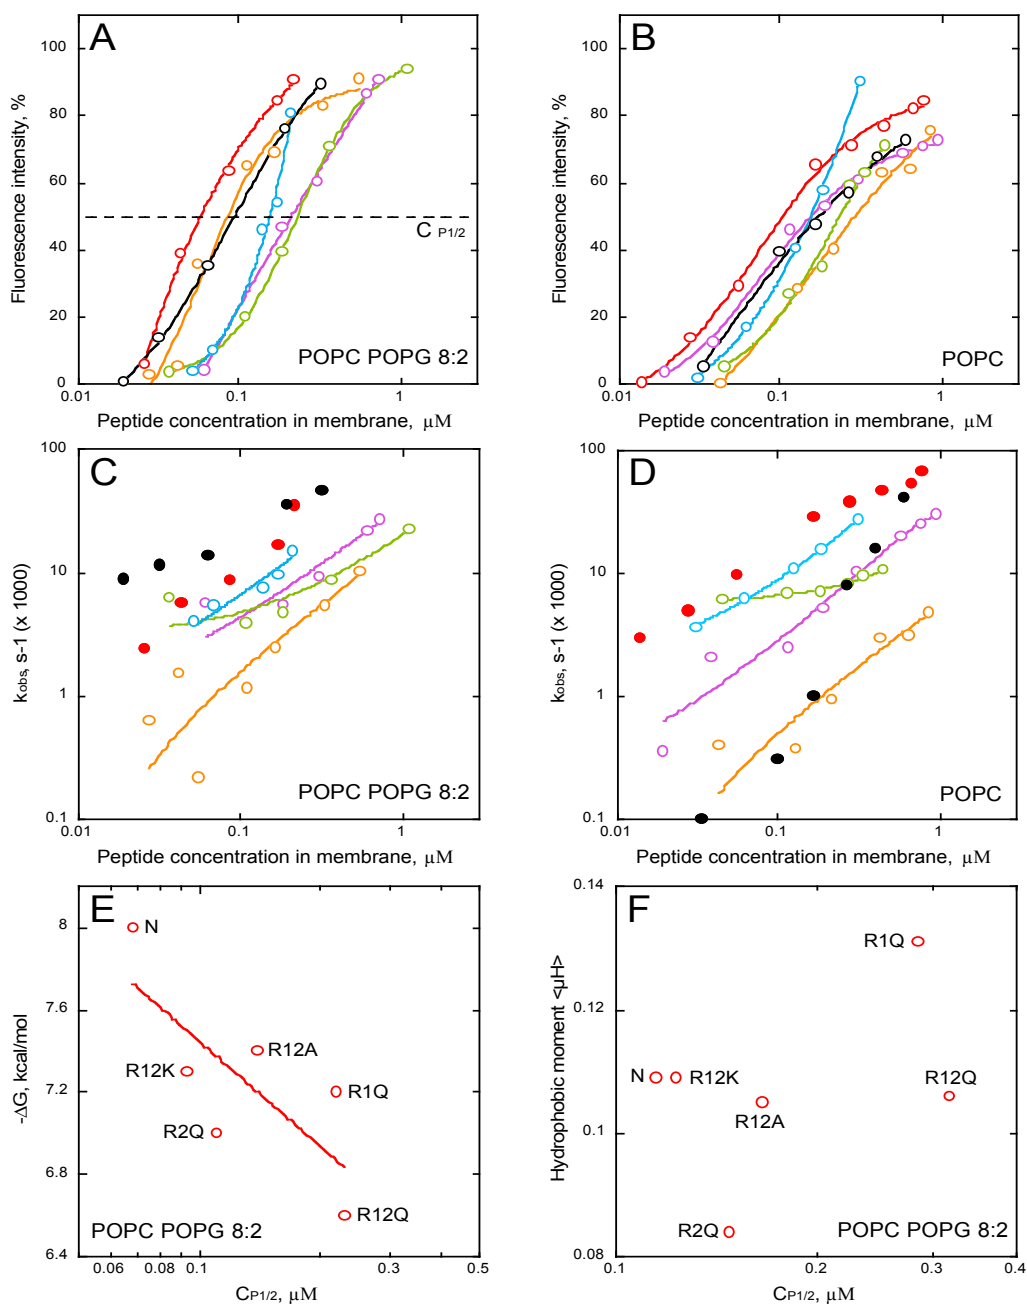 A
Fluorescence intensity, %
100
80
60
40
20
0
C P1/2
POPC POPG 8:2
0.01
0.1
1
Peptide concentration in membrane, µM
B
Fluorescence intensity, %
100
80
60
40
20
0
POPC
0.01
0.1
1
Peptide concentration in membrane, µM
C
kobs, s-1 (x 1000)
100
10
1
0.1
POPC POPG 8:2
0.01
0.1
1
Peptide concentration in membrane, µM
D
kobs, s-1 (x 1000)
100
10
1
0.1
POPC
0.01
0.1
1
Peptide concentration in membrane, µM
E
-ΔG, kcal/mol
8
7.6
7.2
6.8
6.4
N
R12A
R12K
R1Q
R2Q
R12Q
POPC POPG 8:2
0.06
0.08
0.1
0.2
0.3
0.5
CP1/2, µM
F
Hydrophobic moment <µH>
0.14
0.12
0.1
0.08
R1Q
N
R12K
R12Q
R12A
R2Q
POPC POPG 8:2
0.1
0.2
0.3
0.4
CP1/2, µM